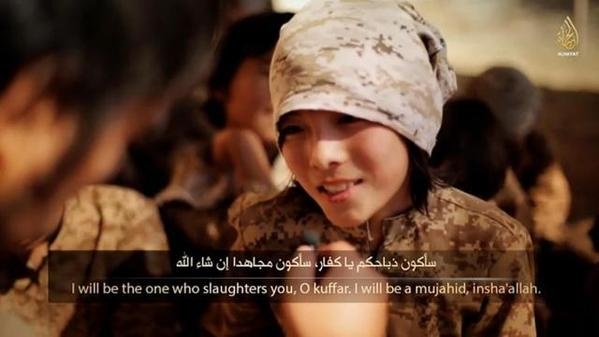 ALHAYAT
سأكون ذباحكم يا كفار، سأكون مجاهدا إن شاء الله
I will be the one who slaughters you, O kuffar. I will be a mujahid, insha'allah.